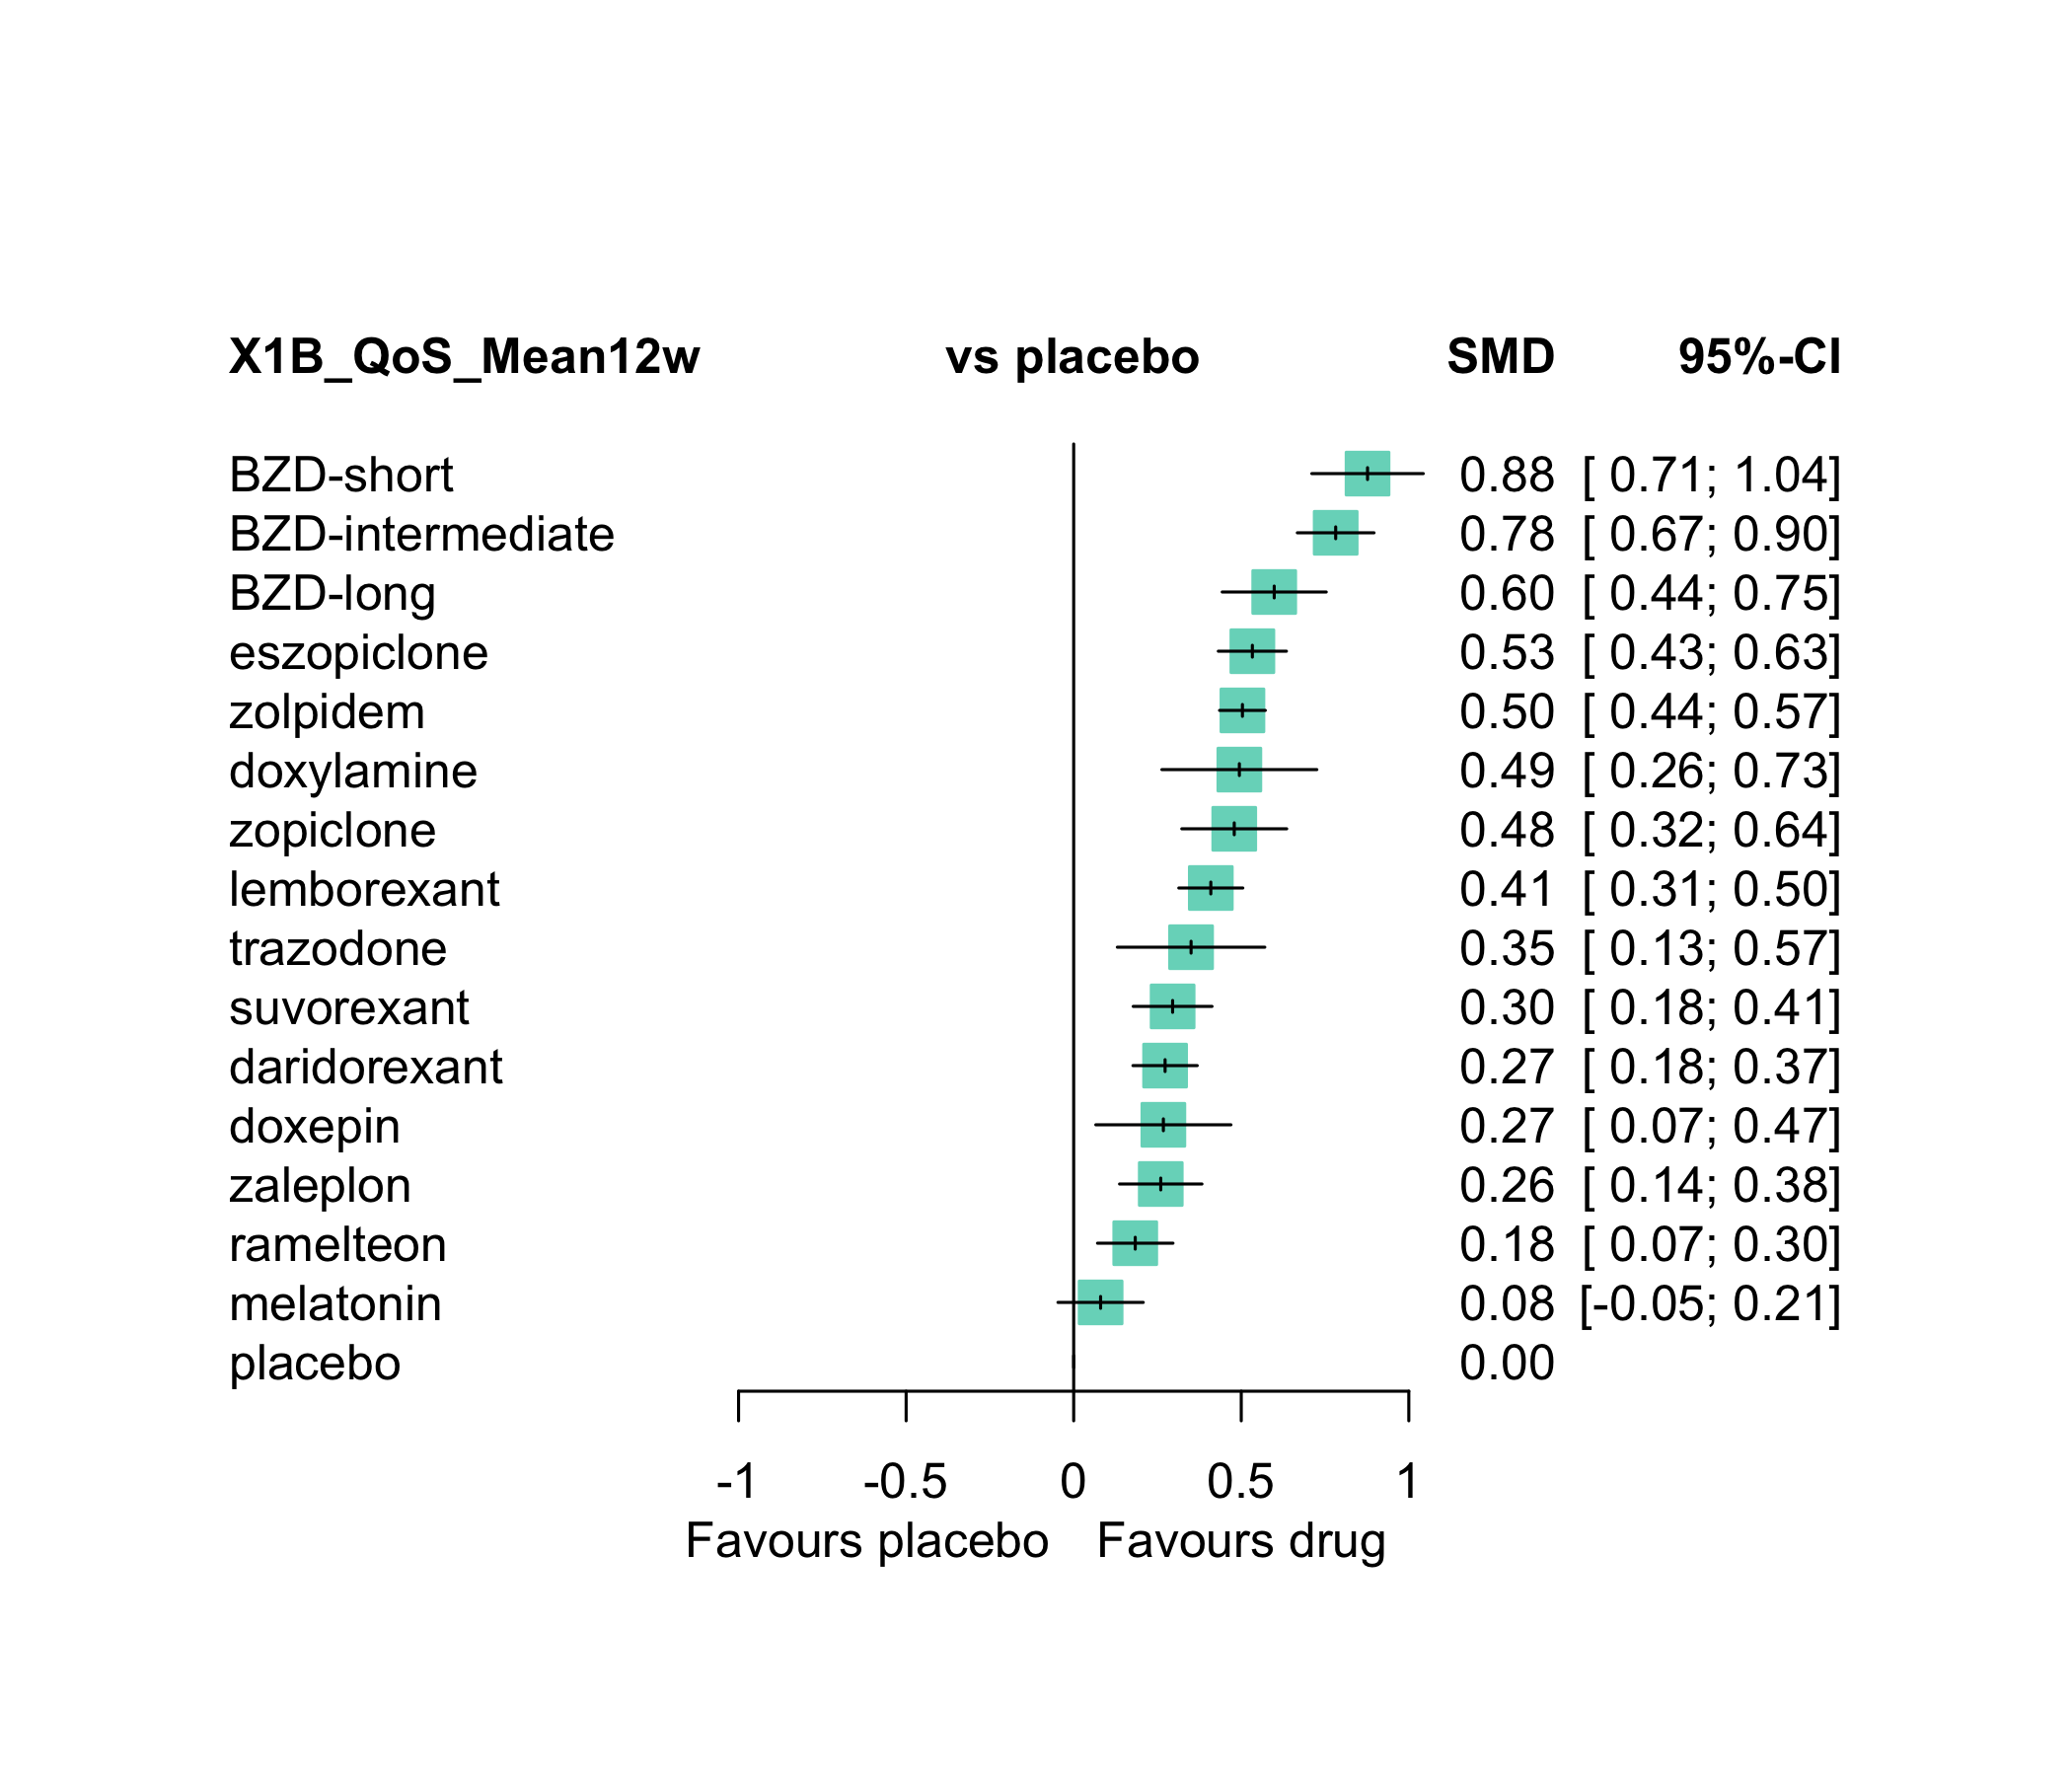 X1B_QoS_Mean12w vs placebo SMD 95%-CI
BZD-short 0.88 [ 0.71; 1.04]
BZD-intermediate 0.78 [ 0.67; 0.90]
BZD-long 0.60 [ 0.44; 0.75]
eszopiclone 0.53 [ 0.43; 0.63]
zolpidem 0.50 [ 0.44; 0.57]
doxylamine 0.49 [ 0.26; 0.73]
zopiclone 0.48 [ 0.32; 0.64]
lemborexant 0.41 [ 0.31; 0.50]
trazodone 0.35 [ 0.13; 0.57]
suvorexant 0.30 [ 0.18; 0.41]
daridorexant 0.27 [ 0.18; 0.37]
doxepin 0.27 [ 0.07; 0.47]
zaleplon 0.26 [ 0.14; 0.38]
ramelteon 0.18 [ 0.07; 0.30]
melatonin 0.08 [-0.05; 0.21]
placebo 0.00
-1 -0.5 0 0.5 1
Favours placebo Favours drug